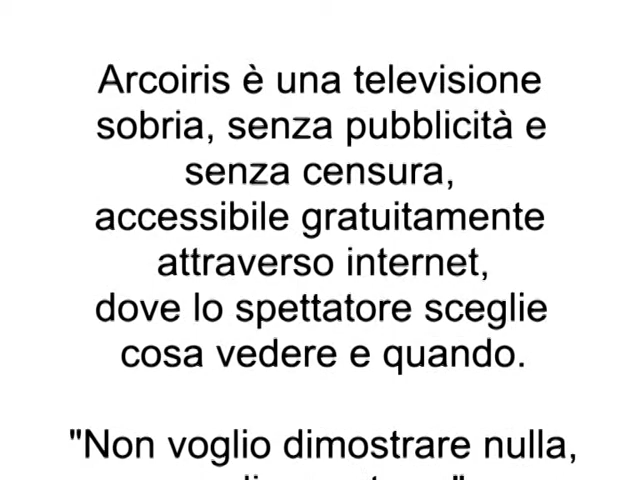 Arcoiris è una televisione
sobria, senza pubblicità e
senza censura,
accessibile gratuitamente
attraverso internet,
dove lo spettatore sceglie
cosa vedere e quando.
"Non voglio dimostrare nulla,